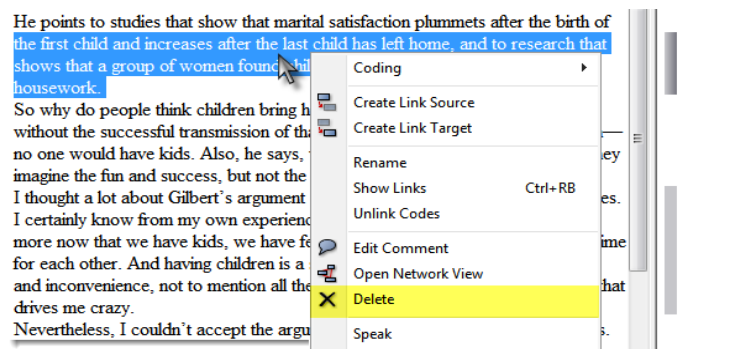 He points to studies that show that marital satisfaction plummets after the birth of
the first child and increases after the last child has left home, and to research that
shows that a group of women found
housework.
So why do people think children bring h
without the successful transmission of tha
no one would have kids. Also, he says, ey
imagine the fun and success, but not the
I thought a lot about Gilbert's argument es.
I certainly know from my own experienc
more now that we have kids, we have fe ime
for each other. And having children is a
and inconvenience, not to mention all the hat
drives me crazy.
Nevertheless, I couldn't accept the argu s.
Coding
Create Link Source
Create Link Target
Rename
Show Links Ctrl+RB
Unlink Codes
Edit Comment
Open Network View
Delete
Speak